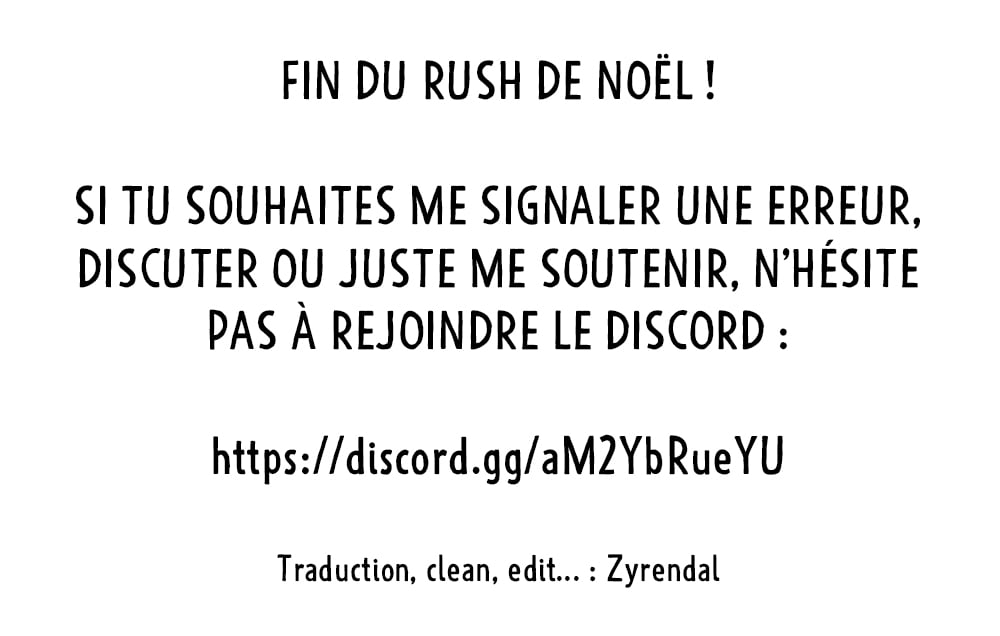 FIN DU RUSH DE NOËL !
SI TU SOUHAITES ME SIGNALER UNE ERREUR,
DISCUTER OU JUSTE ME SOUTENIR, N'HÉSITE
PAS À REJOINDRE LE DISCORD :
https://discord.gg/aM2YbRueYU
Traduction, clean, edit... : Zyrendal